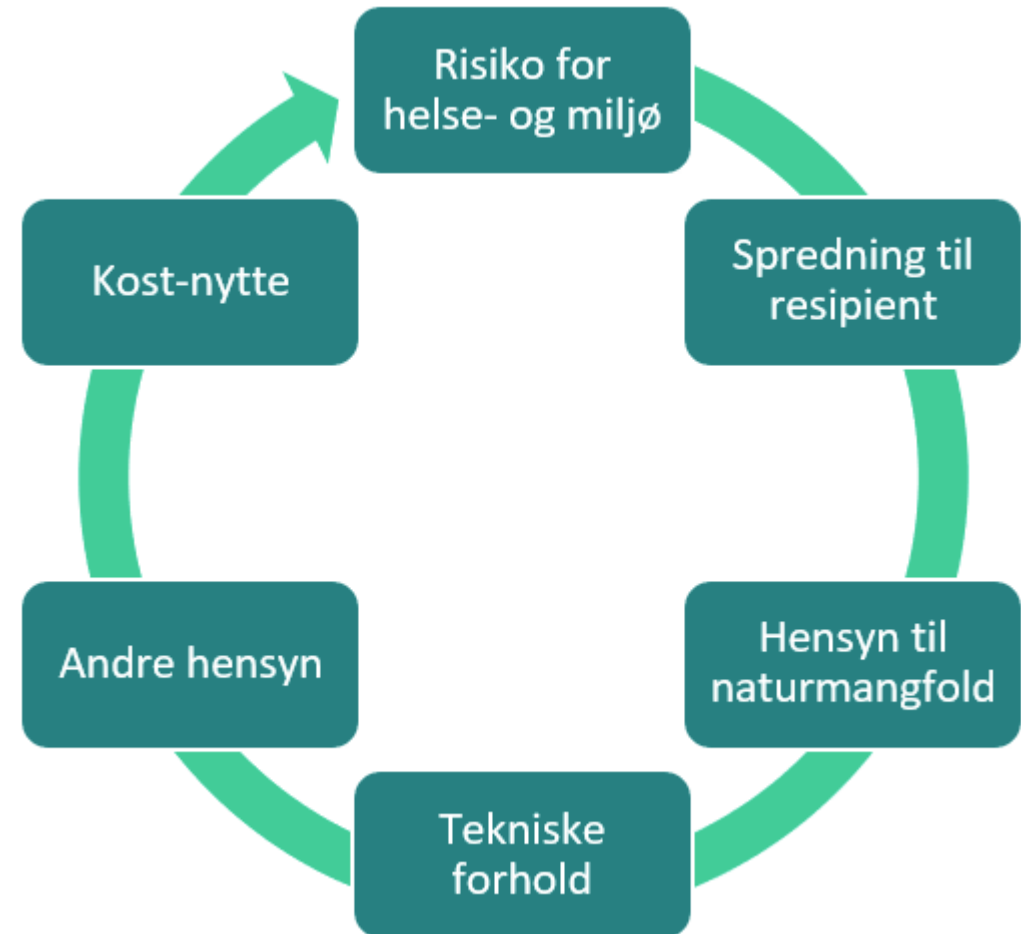 Risiko for
helse- og miljø
Spredning til
resipient
Hensyn til
naturmangfold
Tekniske
forhold
Andre hensyn
Kost-nytte